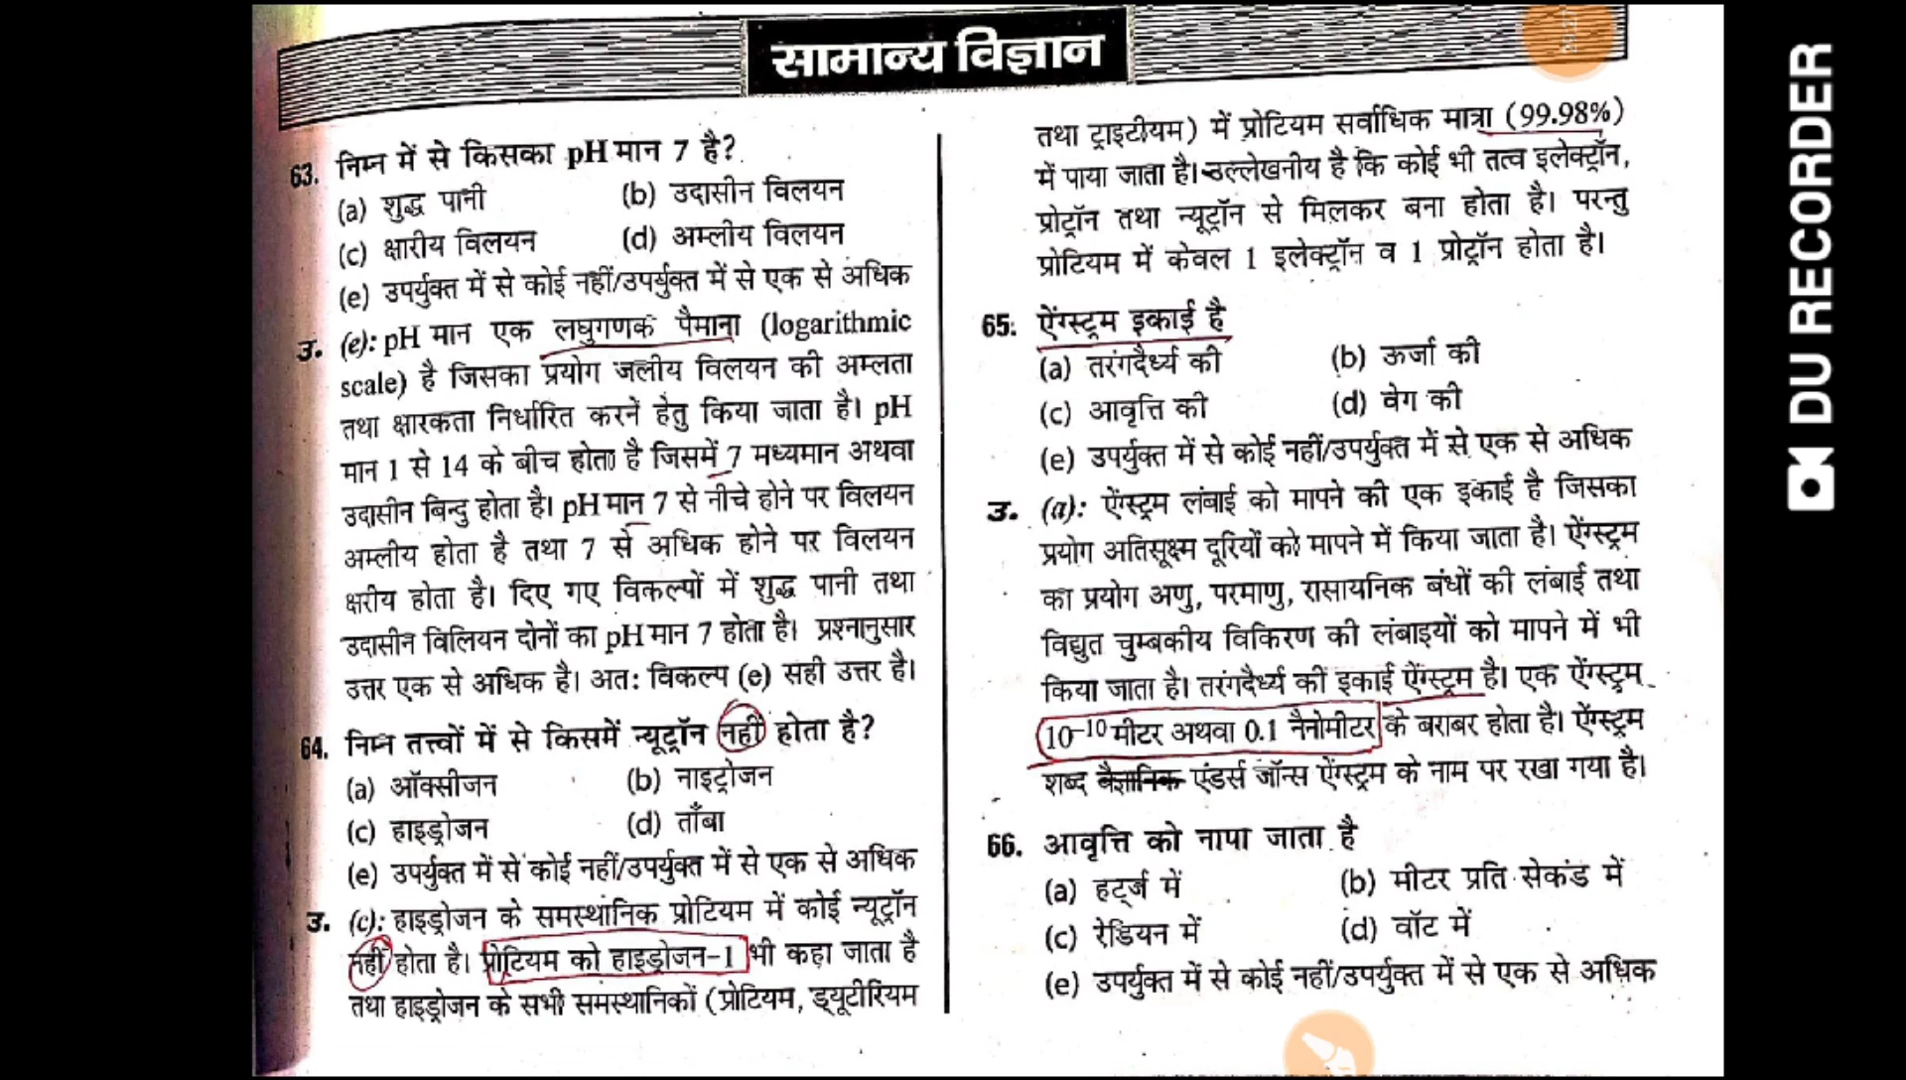 सामान्य विज्ञान
63. निम्न में से किसका pH मान 7 है?
(a) शुद्ध पानी (b) उदासीन विलयन
(c) क्षारीय विलयन (d) अम्लीय विलयन
(e) उपर्युक्त में से कोई नहीं/उपर्युक्त में से एक से अधिक
उ. (e): pH मान एक लघुगणक पैमाना (logarithmic
scale) है जिसका प्रयोग जलीय विलयन की अम्लता
तथा क्षारकता निर्धारित करने हेतु किया जाता है। pH
मान 1 से 14 के बीच होता है जिसमें 7 मध्यमान अथवा
उदासीन बिन्दु होता है। pH मान 7 से नीचे होने पर विलयन
अम्लीय होता है तथा 7 से अधिक होने पर विलयन
क्षरीय होता है। दिए गए विकल्पों में शुद्ध पानी तथा
उदासीन विलियन दोनों का pH मान 7 होता है। प्रश्नानुसार
उत्तर एक से अधिक है। अतः विकल्प (e) सही उत्तर है।
64. निम्न तत्त्वों में से किसमें न्यूट्रॉन नहीं होता है?
(a) ऑक्सीजन (b) नाइट्रोजन
(c) हाइड्रोजन (d) ताँबा
(e) उपर्युक्त में से कोई नहीं/उपर्युक्त में से एक से अधिक
उ. (c): हाइड्रोजन के समस्थानिक प्रोटियम में कोई न्यूट्रॉन
नहीं होता है। प्रोटियम को हाइड्रोजन-1 भी कहा जाता है
तथा हाइड्रोजन के सभी समस्थानिकों (प्रोटियम, ड्यूटीरियम
तथा ट्राइटीयम) में प्रोटियम सर्वाधिक मात्रा (99.98%)
में पाया जाता है। उल्लेखनीय है कि कोई भी तत्व इलेक्ट्रॉन,
प्रोट्रॉन तथा न्यूट्रॉन से मिलकर बना होता है। परन्तु
प्रोटियम में केवल 1 इलेक्ट्रॉन व 1 प्रोट्रॉन होता है।
65. ऐंग्स्ट्रम इकाई है
(a) तरंगदैर्ध्य की (b) ऊर्जा की
(c) आवृत्ति की (d) वेग की
(e) उपर्युक्त में से कोई नहीं/उपर्युक्त में से एक से अधिक
उ. (a): ऐंग्स्ट्रम लंबाई को मापने की एक इकाई है जिसका
प्रयोग अतिसूक्ष्म दूरियों को मापने में किया जाता है। ऐंग्स्ट्रम
का प्रयोग अणु, परमाणु, रासायनिक बंधों की लंबाई तथा
विद्युत चुम्बकीय विकिरण की लंबाइयों को मापने में भी
किया जाता है। तरंगदैर्ध्य की इकाई ऐंग्स्ट्रम है। एक ऐंग्स्ट्रम
10⁻¹⁰ मीटर अथवा 0.1 नैनोमीटर के बराबर होता है। ऐंग्स्ट्रम
शब्द वैज्ञानिक एंडर्स जॉन्स ऐंग्स्ट्रम के नाम पर रखा गया है।
66. आवृत्ति को नापा जाता है
(a) हर्ट्ज में (b) मीटर प्रति सेकंड में
(c) रेडियन में (d) वॉट में
(e) उपर्युक्त में से कोई नहीं/उपर्युक्त में से एक से अधिक
DU RECORDER